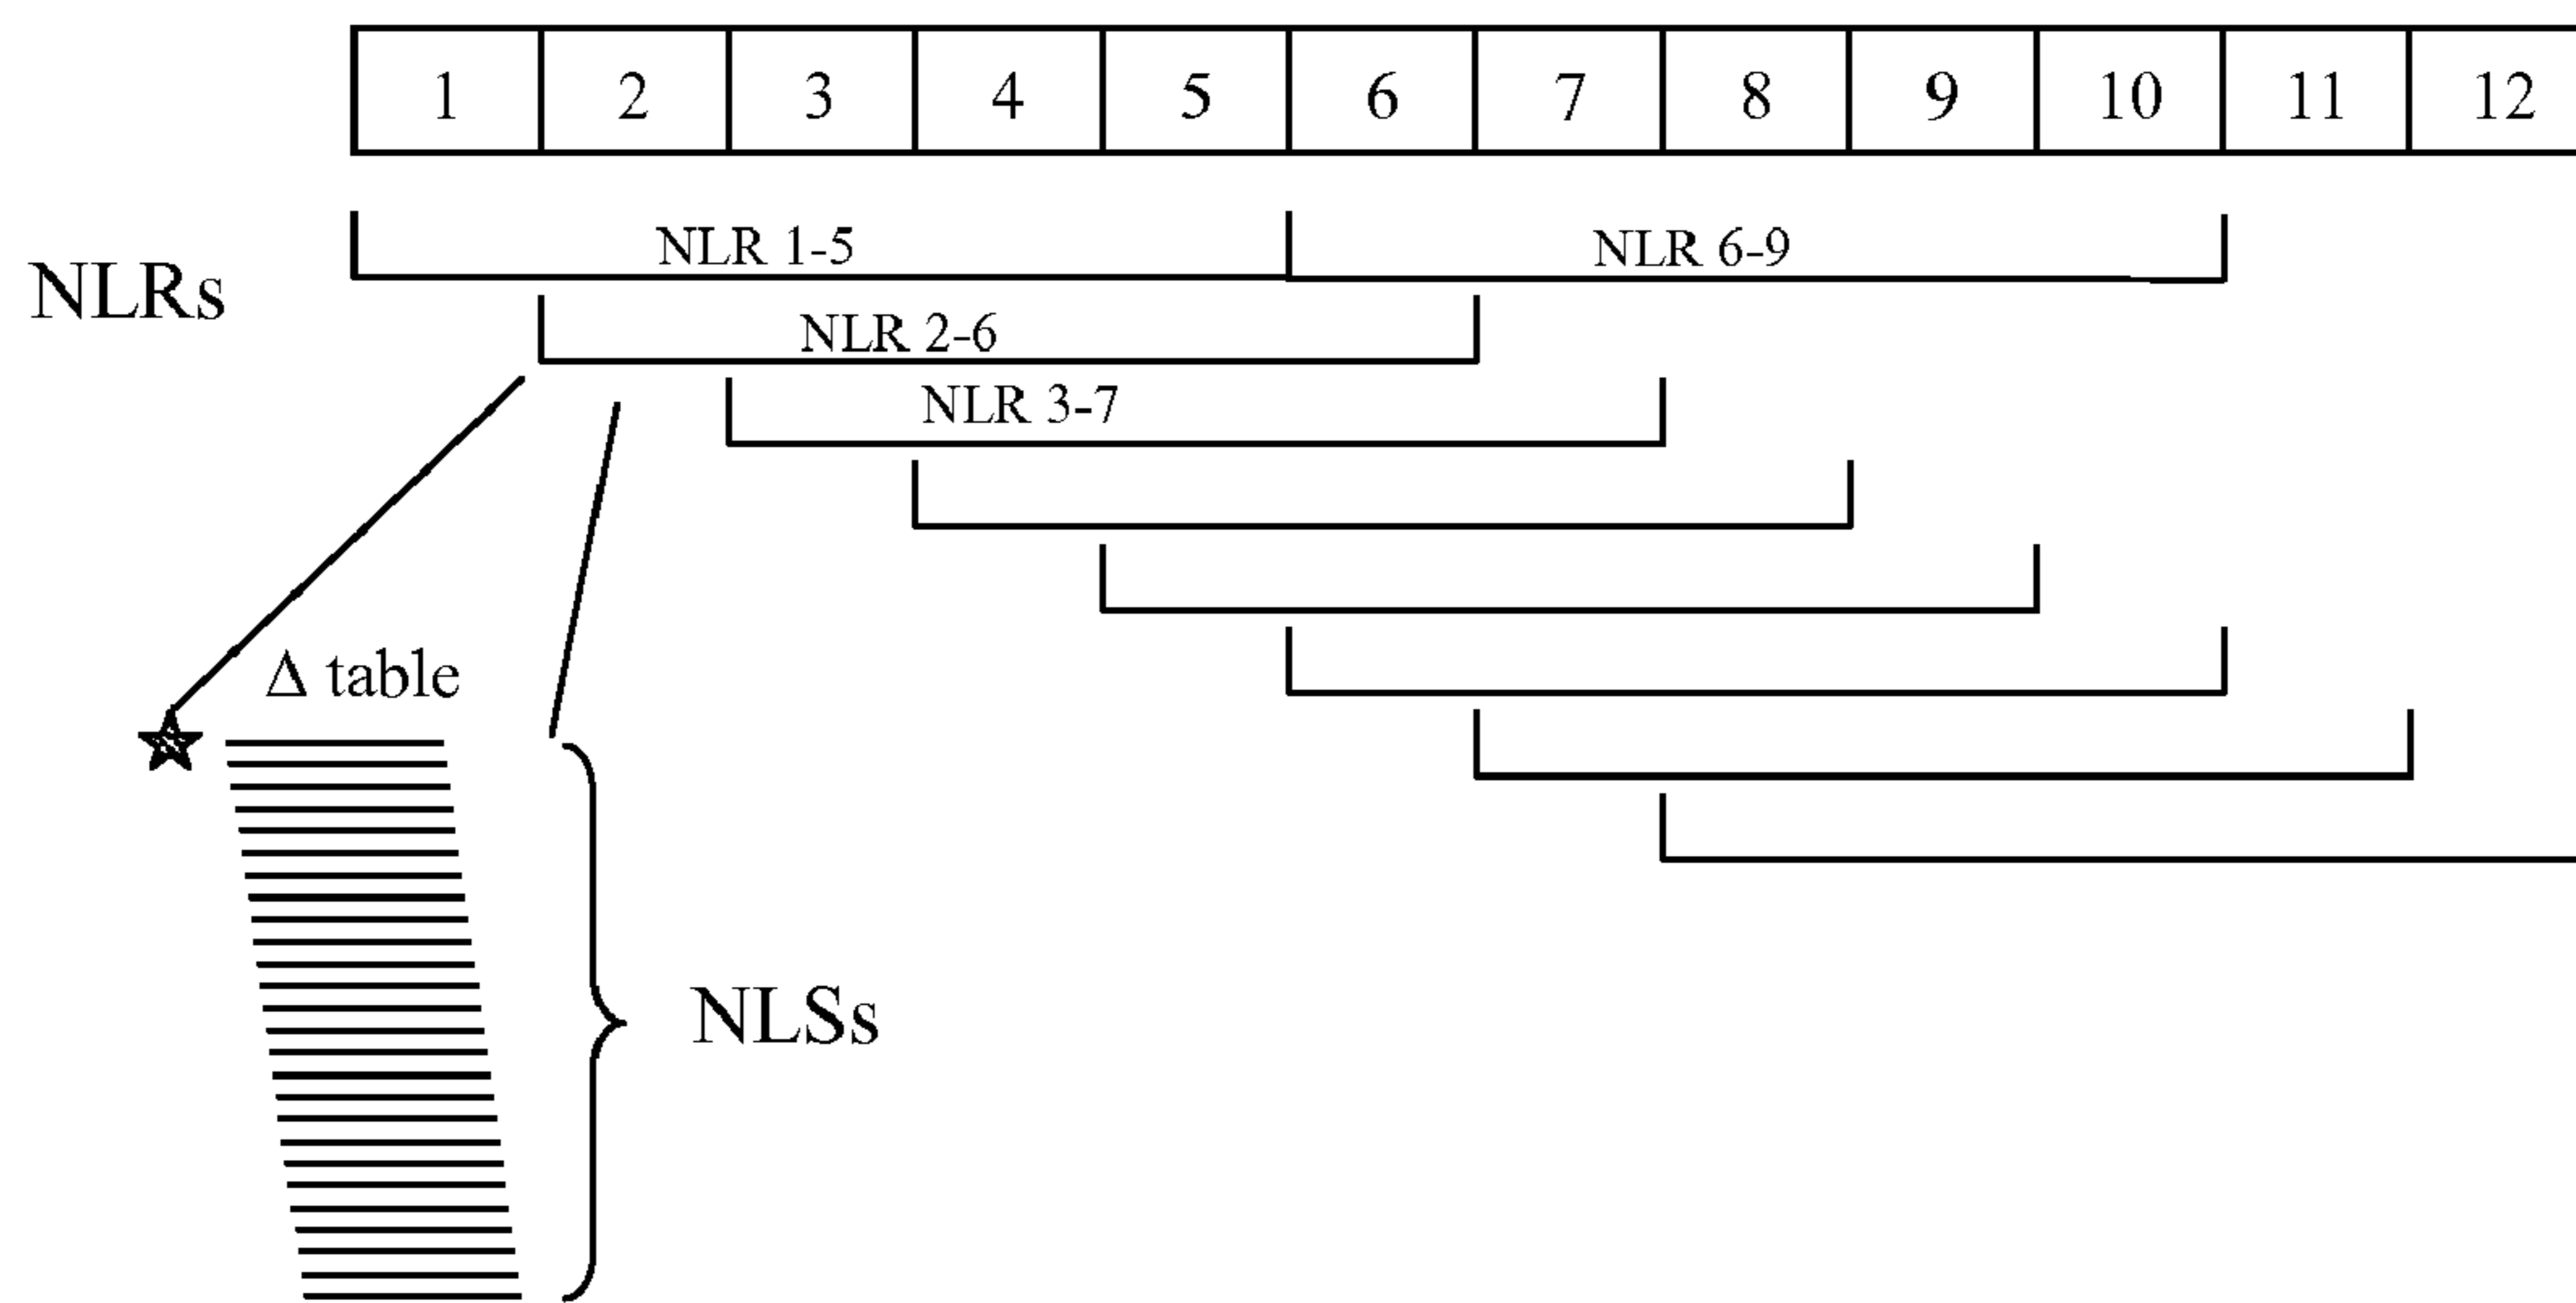 1 2 3 4 5 6 7 8 9 10 11 12
NLR 1-5 NLR 6-9
NLRs
NLR 2-6
NLR 3-7
Δ table
NLSs